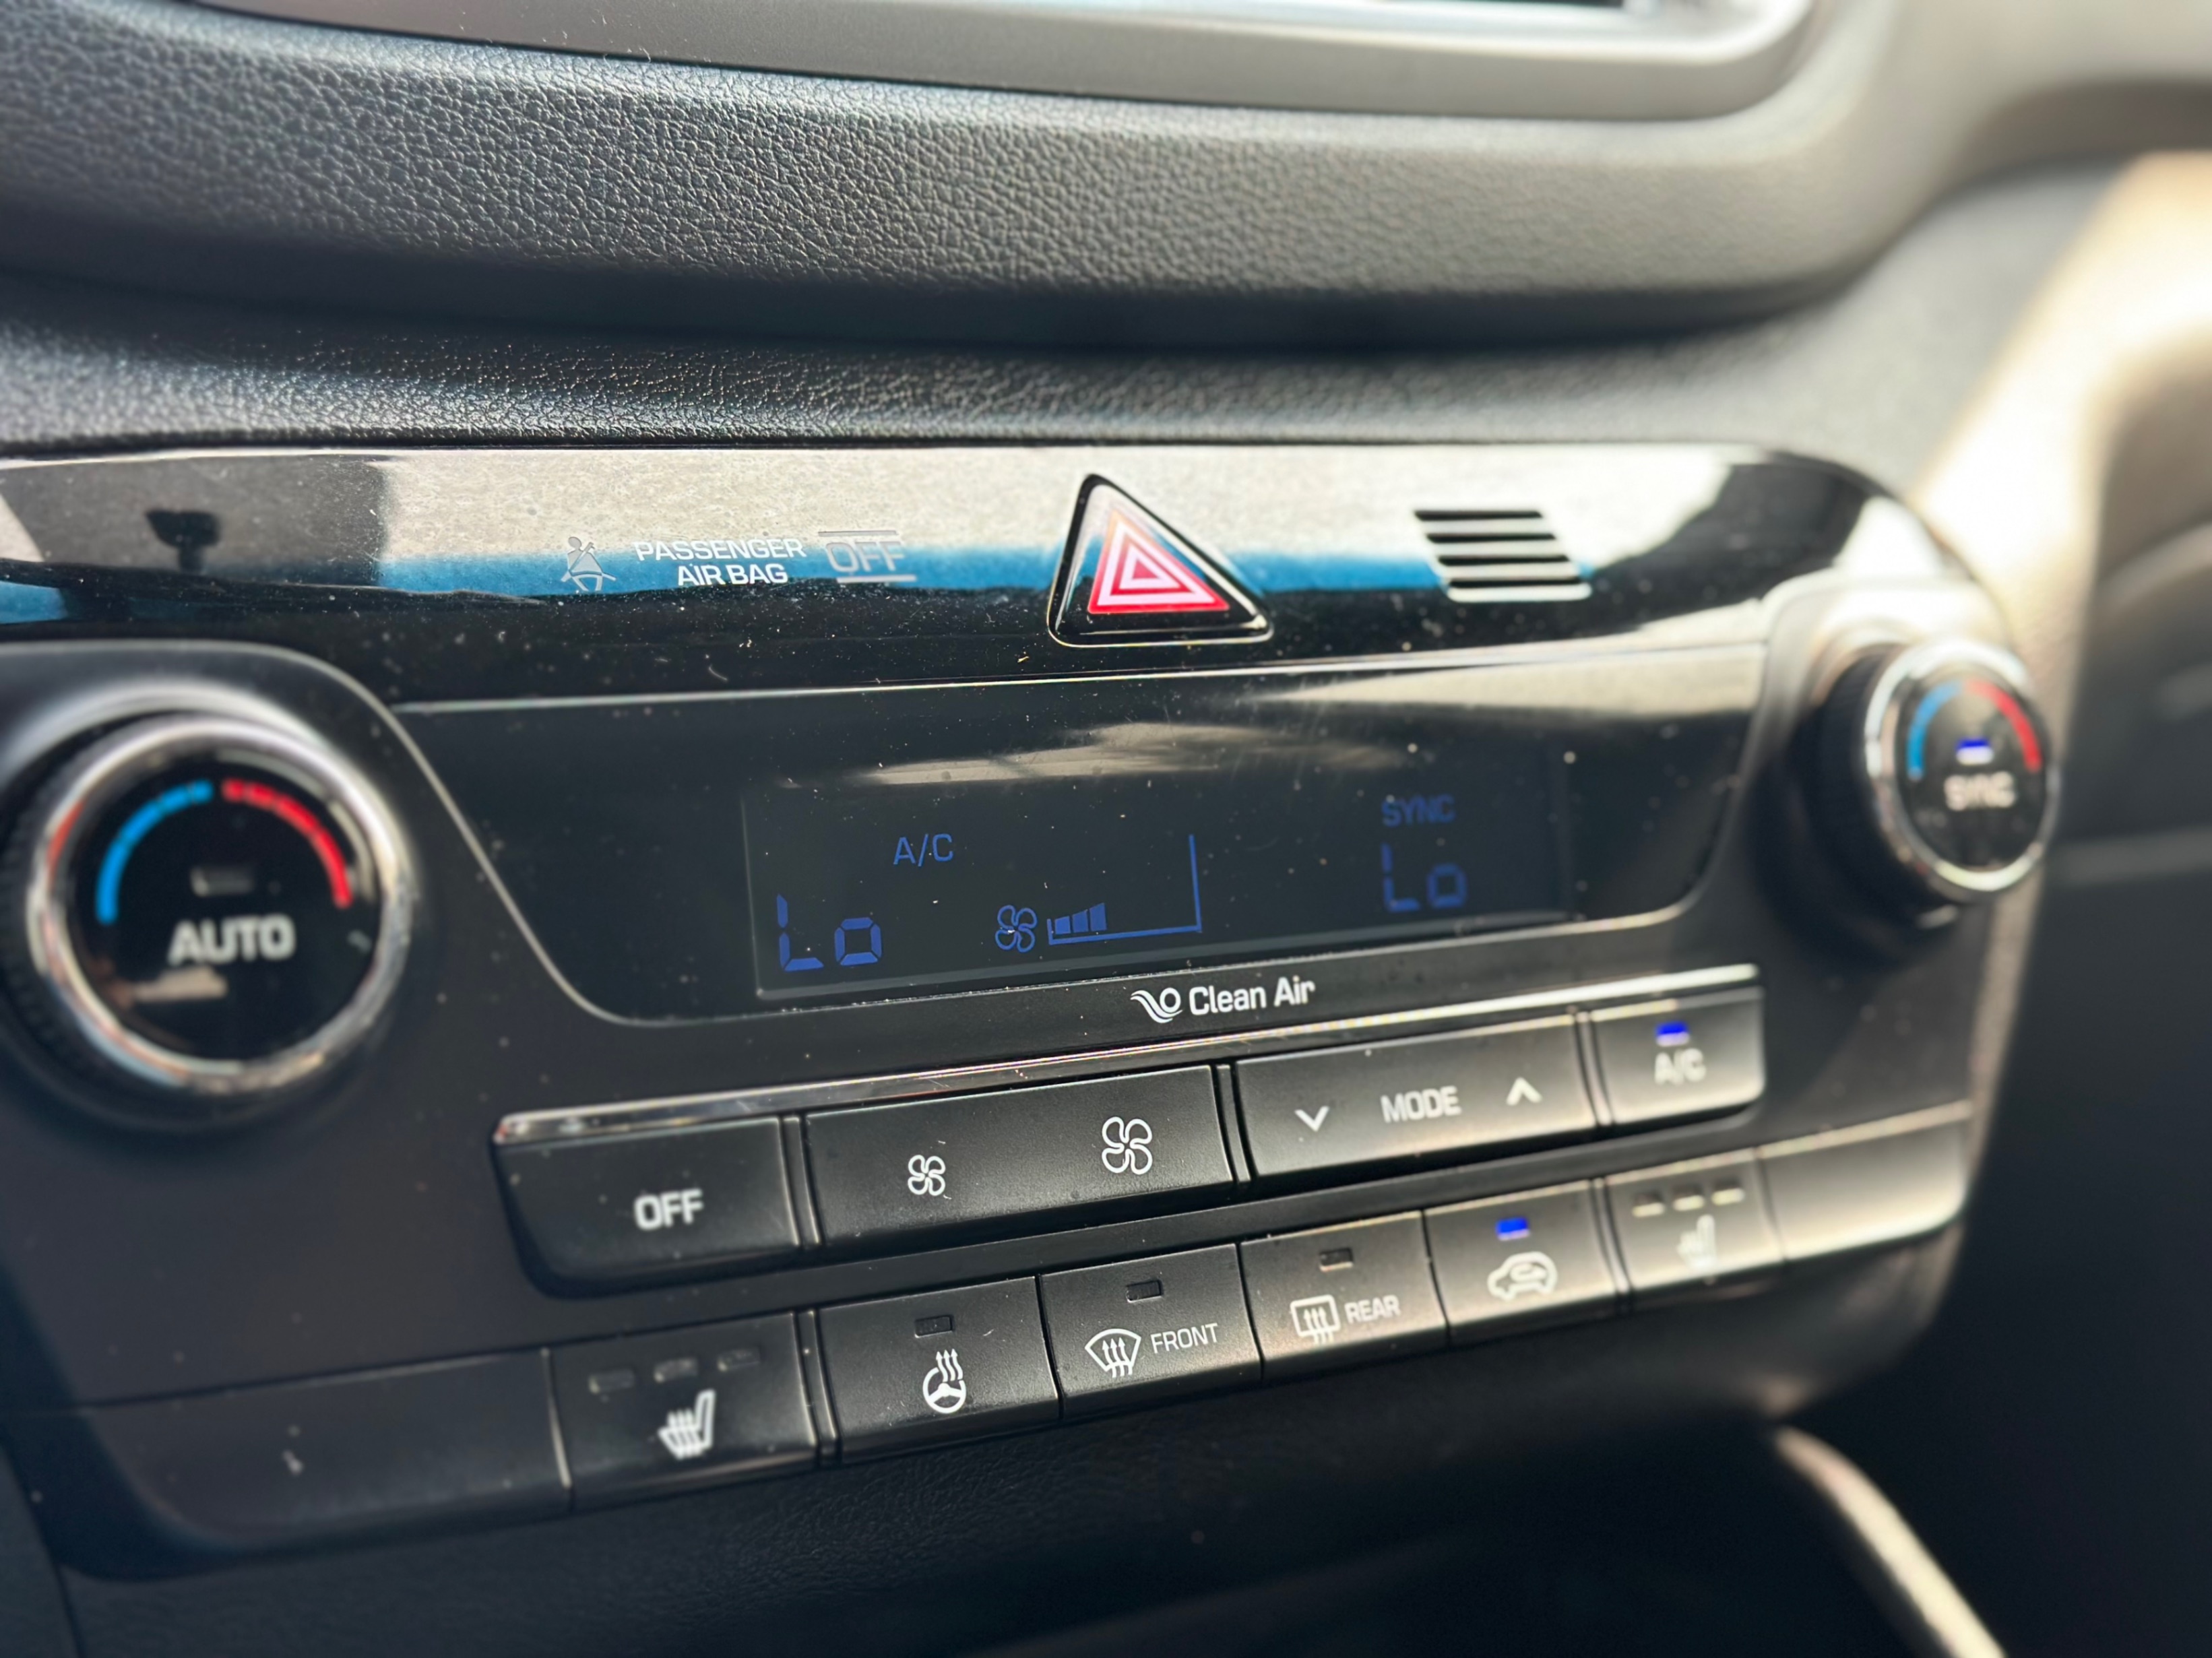 PASSENGER
AIR BAG
OFF
SYNC
A/C
Lo
Lo
SYNC
AUTO
Clean Air
A/C
MODE
OFF
REAR
FRONT